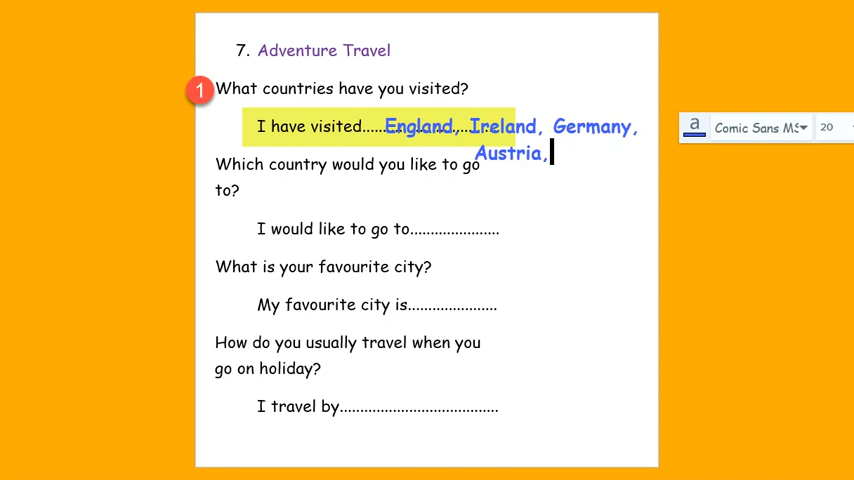 7. Adventure Travel
1 What countries have you visited?
I have visited...... England, Ireland, Germany,
Austria,
Which country would you like to go
to?
I would like to go to......................
What is your favourite city?
My favourite city is......................
How do you usually travel when you
go on holiday?
I travel by.......................................
a Comic Sans MS 20